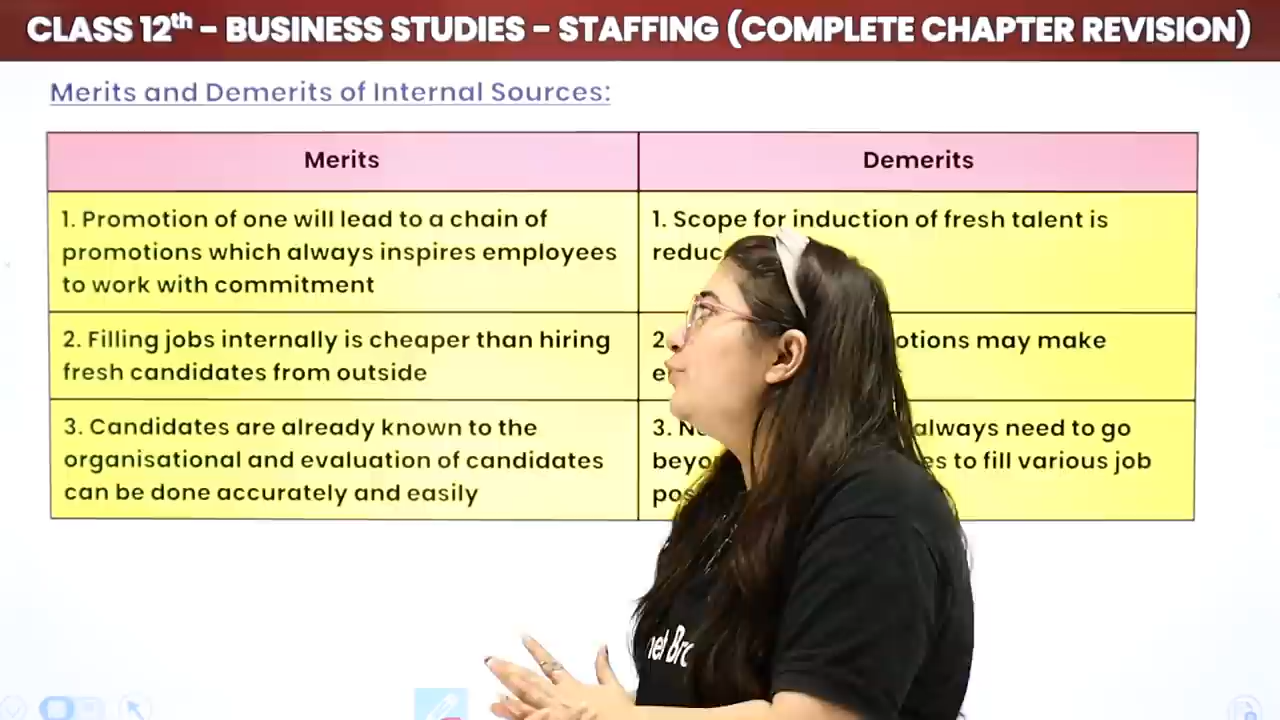 CLASS 12th – BUSINESS STUDIES – STAFFING (COMPLETE CHAPTER REVISION)
Merits and Demerits of Internal Sources:
Merits
Demerits
1. Promotion of one will lead to a chain of
promotions which always inspires employees
to work with commitment
1. Scope for induction of fresh talent is
2. Filling jobs internally is cheaper than hiring
fresh candidates from outside
2.
may make
3. Candidates are already known to the
organisational and evaluation of candidates
can be done accurately and easily
3.
always need to go
to fill various job